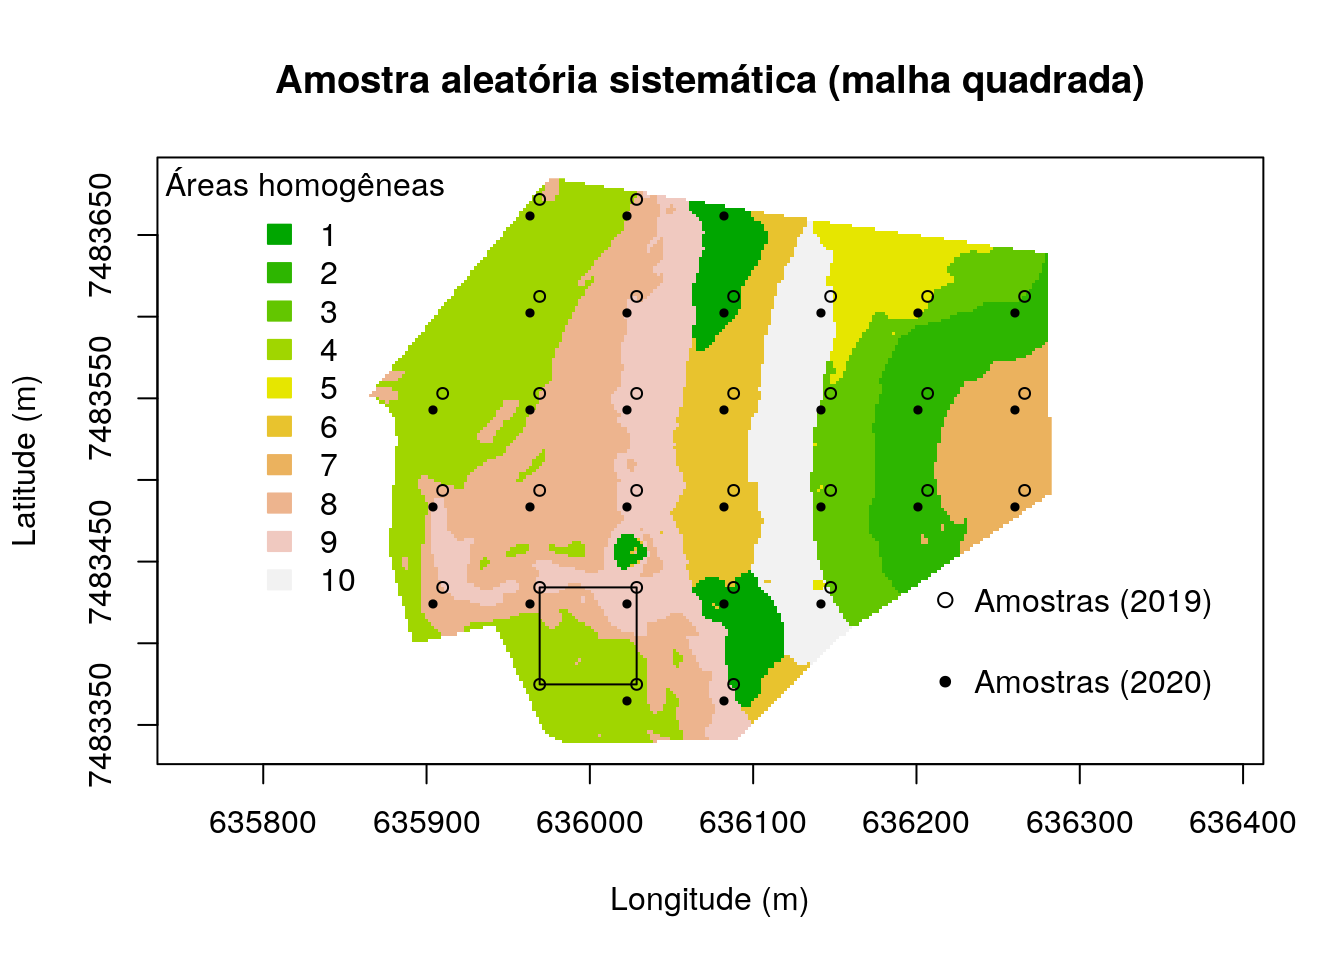 Amostra aleatória sistemática (malha quadrada)
Áreas homogêneas
1
2
3
4
5
6
7
8
9
10
Amostras (2019)
Amostras (2020)
7483650
7483550
7483450
7483350
Latitude (m)
635800 635900 636000 636100 636200 636300 636400
Longitude (m)